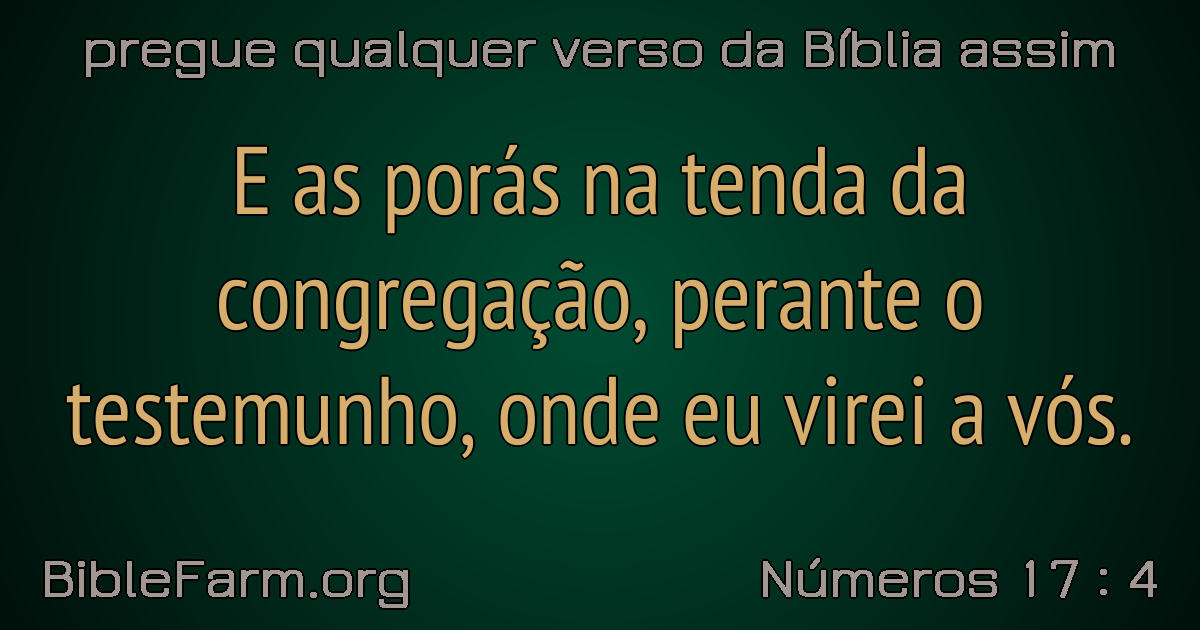 pregue qualquer verso da Bíblia assim
E as porás na tenda da
congregação, perante o
testemunho, onde eu virei a vós.
BibleFarm.org
Números 17 : 4